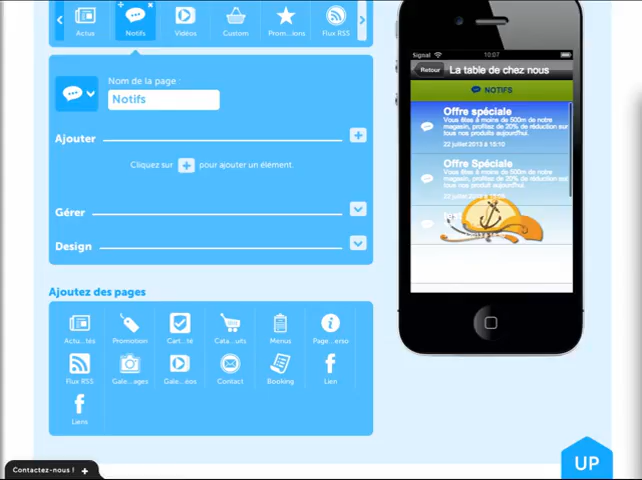 Actus
Notifs
Vidéos
Custom
Prom...ions
Flux RSS
Nom de la page :
Notifs
Ajouter
Cliquez sur + pour ajouter un élément.
Gérer
Design
Ajoutez des pages
Actu...tés
Promotion
Cart...té
Cata...uits
Menus
Page...erso
Flux RSS
Gale...ages
Gale...éos
Contact
Booking
Lien
Liens
Contactez-nous ! +
UP
Signal
10:07
Retour
La table de chez nous
NOTIFS
Offre spéciale
Vous êtes à moins de 500m de notre
magasin, profitez de 20% de réduction sur
tous nos produits aujourd'hui.
22 juillet 2013 à 15:10
Offre Spéciale
Vous êtes à moins de 500m de notre
magasin, profitez de 20% de réduction est
tous nos produit aujourd'hui.
22 juillet 2013